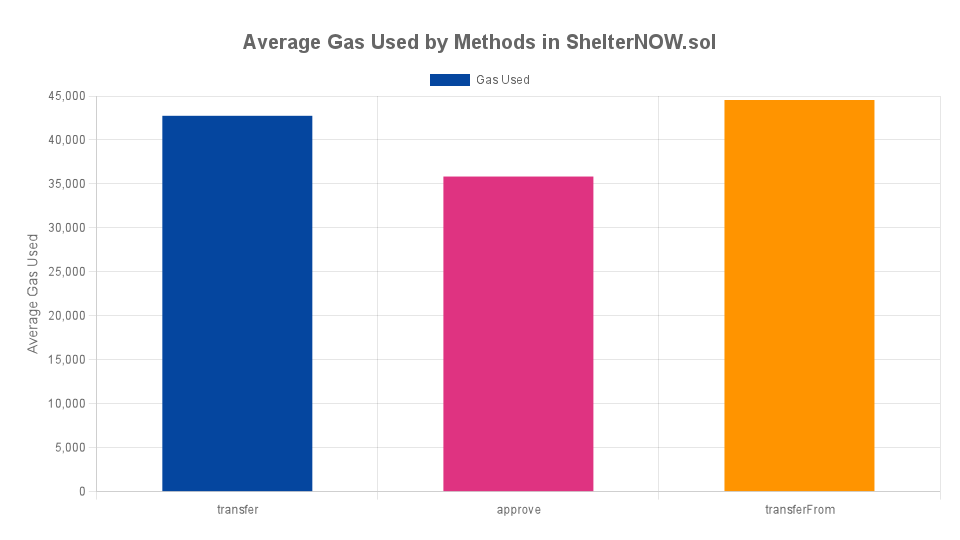 Average Gas Used by Methods in ShelterNOW.sol
Gas Used
45,000
40,000
35,000
30,000
25,000
20,000
15,000
10,000
5,000
0
Average Gas Used
transfer
approve
transferFrom